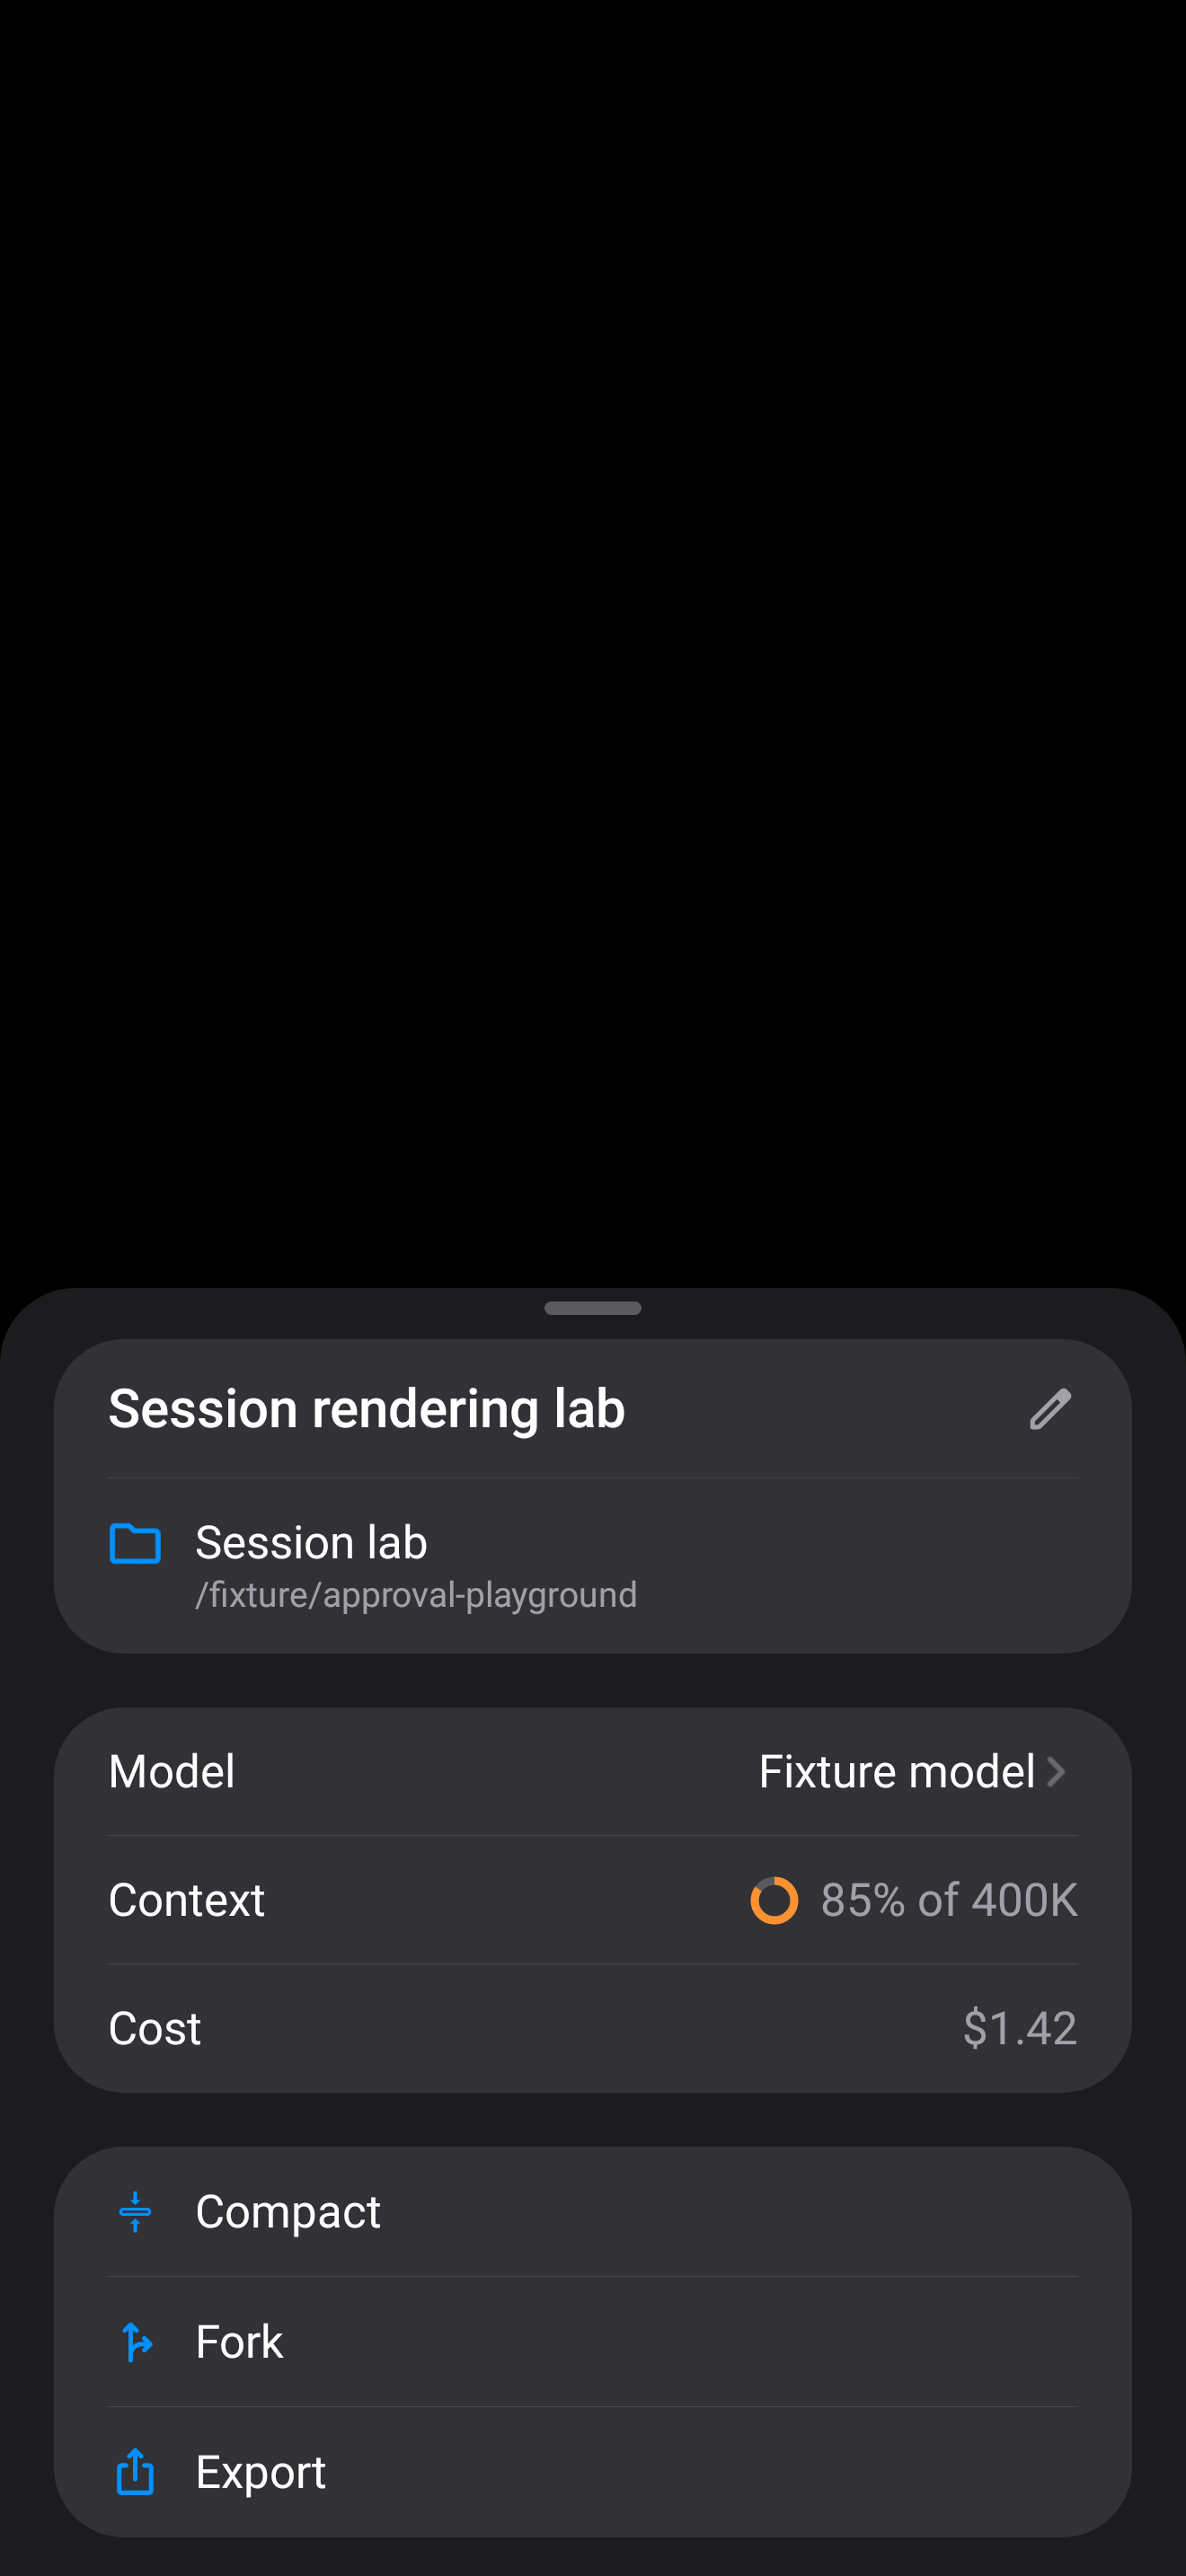 Session rendering lab
Session lab
/fixture/approval-playground
Model Fixture model
Context 85% of 400K
Cost $1.42
Compact
Fork
Export